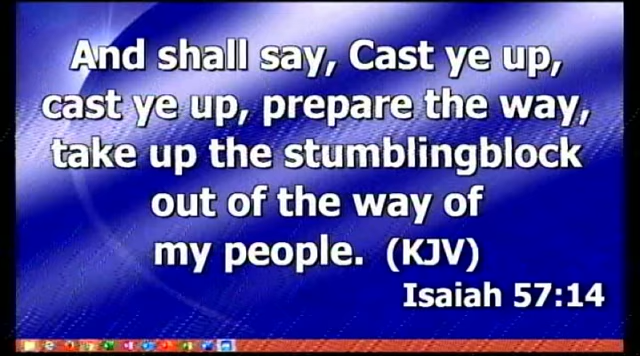 And shall say, Cast ye up,
cast ye up, prepare the way,
take up the stumblingblock
out of the way of
my people. (KJV)
Isaiah 57:14